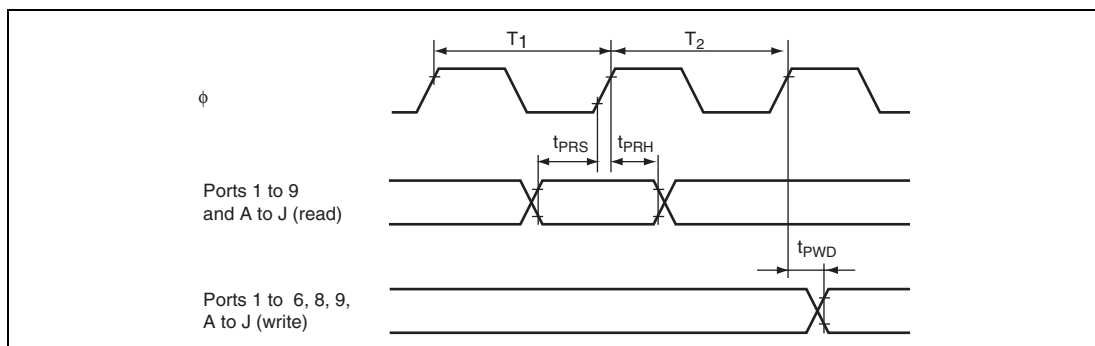 T1 T2
ϕ
tPRS tPRH
Ports 1 to 9
and A to J (read)
tPWD
Ports 1 to 6, 8, 9,
A to J (write)